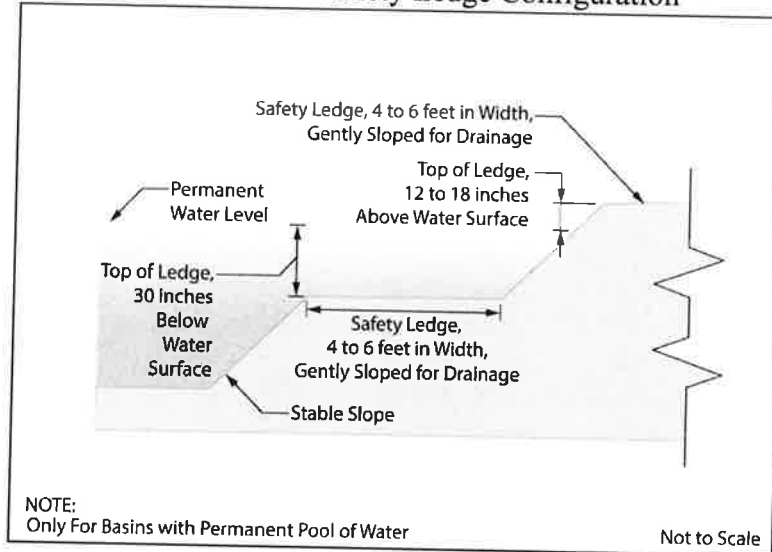 Ledge Configuration
Safety Ledge, 4 to 6 feet in Width,
Gently Sloped for Drainage
Top of Ledge,
12 to 18 inches
Above Water Surface
Permanent
Water Level
Top of Ledge,
30 Inches
Below
Water
Surface
Safety Ledge,
4 to 6 feet in Width,
Gently Sloped for Drainage
Stable Slope
NOTE:
Only For Basins with Permanent Pool of Water
Not to Scale